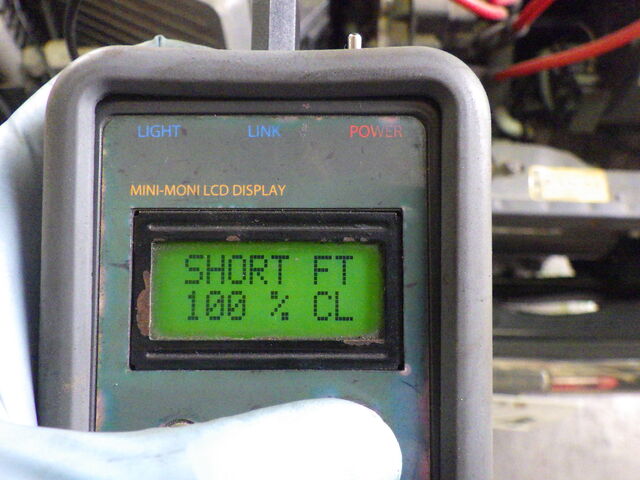 LIGHT LINK POWER
MINI-MONI LCD DISPLAY
SHORT FT
100 % CL